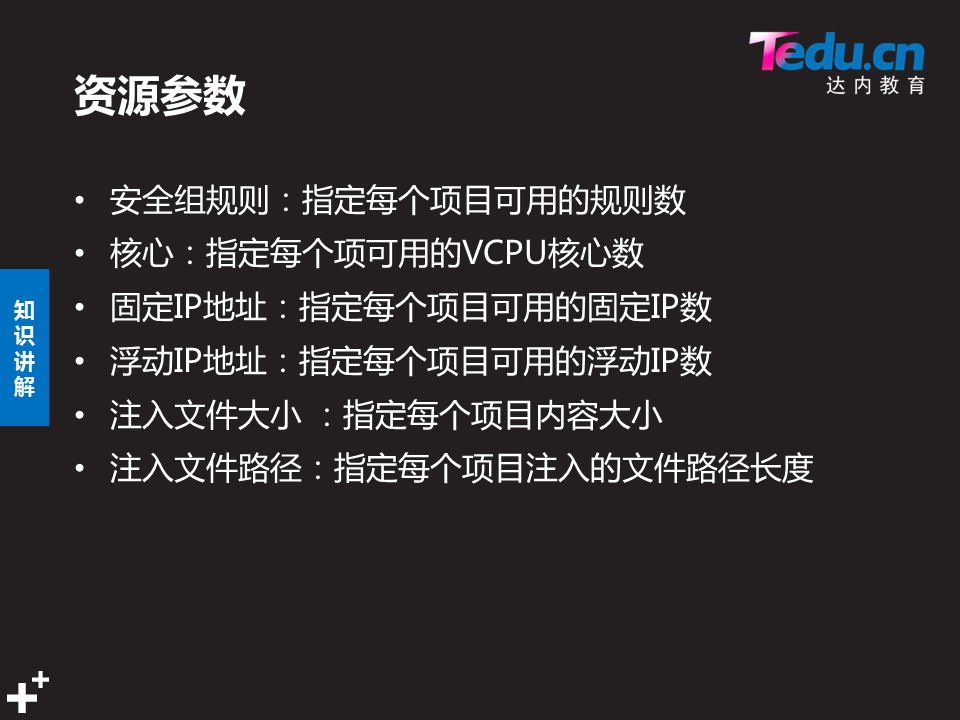 Tedu.cn
达内教育
资源参数
• 安全组规则：指定每个项目可用的规则数
• 核心：指定每个项可用的VCPU核心数
• 固定IP地址：指定每个项目可用的固定IP数
• 浮动IP地址：指定每个项目可用的浮动IP数
• 注入文件大小 ：指定每个项目内容大小
• 注入文件路径：指定每个项目注入的文件路径长度
知识讲解